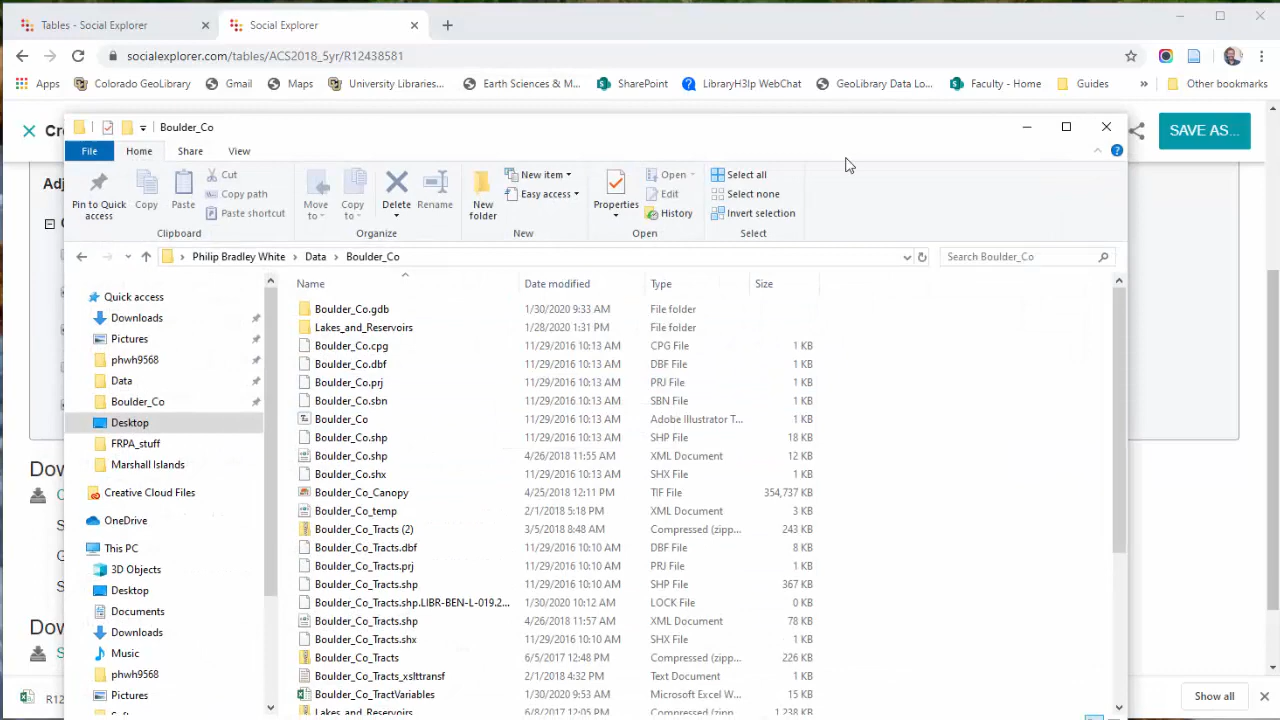 Tables - Social Explorer
Social Explorer
socialexplorer.com/tables/ACS2018_5yr/R12438581
Apps
Colorado GeoLibrary
Gmail
Maps
University Libraries...
Earth Sciences & M...
SharePoint
LibraryH3lp WebChat
GeoLibrary Data Lo...
Faculty - Home
Guides
»
Other bookmarks
Cr
SAVE AS...
Boulder_Co
File
Home
Share
View
Adj
Pin to Quick access
Copy
Paste
Cut
Copy path
Paste shortcut
Clipboard
Move to
Copy to
Delete
Rename
Organize
New folder
New item
Easy access
New
Properties
Open
Edit
History
Open
Select all
Select none
Invert selection
Select
Philip Bradley White > Data > Boulder_Co
Search Boulder_Co
Name Date modified Type Size
Quick access
Downloads
Pictures
phwh9568
Data
Boulder_Co
Desktop
FRPA_stuff
Marshall Islands
Creative Cloud Files
OneDrive
This PC
3D Objects
Desktop
Documents
Downloads
Music
phwh9568
Pictures
Boulder_Co.gdb 1/30/2020 9:33 AM File folder
Lakes_and_Reservoirs 1/28/2020 1:31 PM File folder
Boulder_Co.cpg 11/29/2016 10:13 AM CPG File 1 KB
Boulder_Co.dbf 11/29/2016 10:13 AM DBF File 1 KB
Boulder_Co.prj 11/29/2016 10:13 AM PRJ File 1 KB
Boulder_Co.sbn 11/29/2016 10:13 AM SBN File 1 KB
Boulder_Co 11/29/2016 10:13 AM Adobe Illustrator T... 1 KB
Boulder_Co.shp 11/29/2016 10:13 AM SHP File 18 KB
Boulder_Co.shp 4/26/2018 11:55 AM XML Document 12 KB
Boulder_Co.shx 11/29/2016 10:13 AM SHX File 1 KB
Boulder_Co_Canopy 4/25/2018 12:11 PM TIF File 354,737 KB
Boulder_Co_temp 2/1/2018 5:18 PM XML Document 3 KB
Boulder_Co_Tracts (2) 3/5/2018 8:48 AM Compressed (zipp... 243 KB
Boulder_Co_Tracts.dbf 11/29/2016 10:10 AM DBF File 8 KB
Boulder_Co_Tracts.prj 11/29/2016 10:10 AM PRJ File 1 KB
Boulder_Co_Tracts.shp 11/29/2016 10:10 AM SHP File 367 KB
Boulder_Co_Tracts.shp.LIBR-BEN-L-019.2... 1/30/2020 10:12 AM LOCK File 0 KB
Boulder_Co_Tracts.shp 4/26/2018 11:57 AM XML Document 78 KB
Boulder_Co_Tracts.shx 11/29/2016 10:10 AM SHX File 1 KB
Boulder_Co_Tracts 6/5/2017 12:48 PM Compressed (zipp... 226 KB
Boulder_Co_Tracts_xslttransf 2/1/2018 4:32 PM Text Document 1 KB
Boulder_Co_TractVariables 1/30/2020 9:53 AM Microsoft Excel W... 15 KB
Lakes_and_Reservoirs 6/8/2017 12:05 PM Compressed (zipp... 1,238 KB
Dow
Dow
R12
Show all